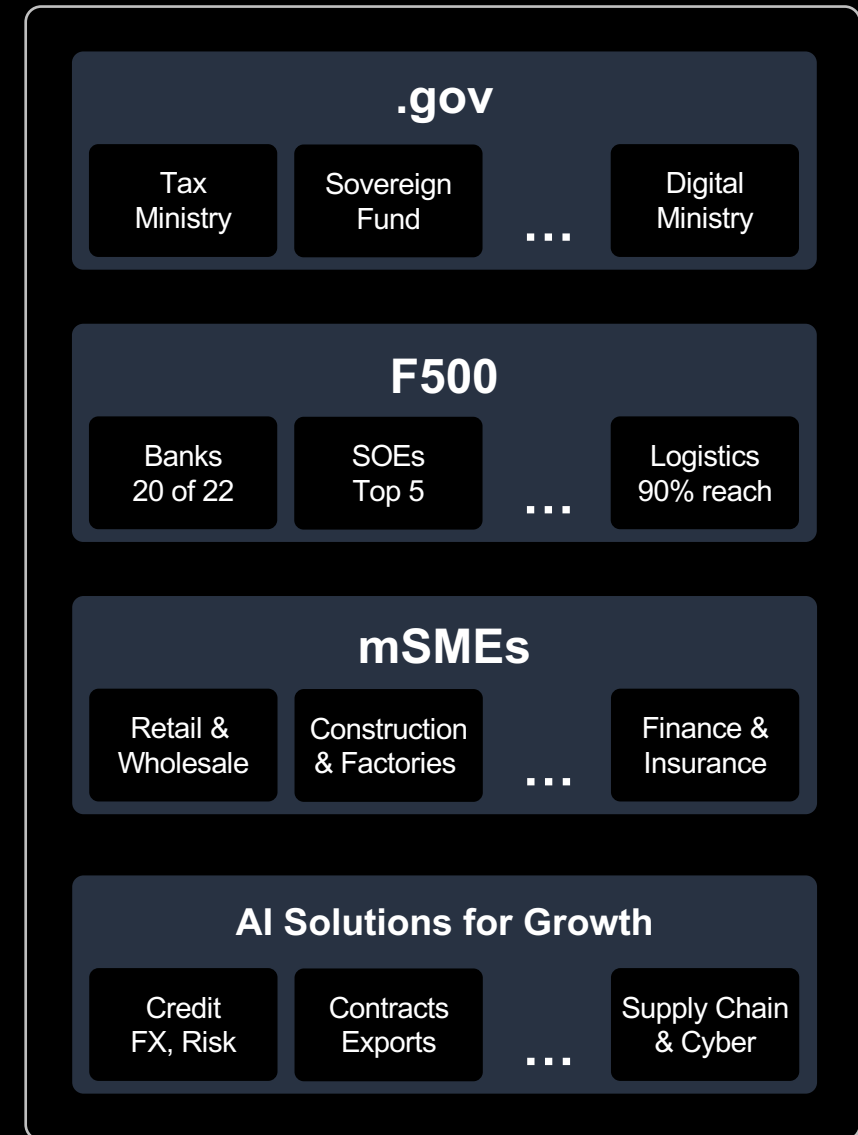 .gov
Tax
Ministry
Sovereign
Fund
...
Digital
Ministry
F500
Banks
20 of 22
SOEs
Top 5
...
Logistics
90% reach
mSMEs
Retail &
Wholesale
Construction
& Factories
...
Finance &
Insurance
AI Solutions for Growth
Credit
FX, Risk
Contracts
Exports
...
Supply Chain
& Cyber